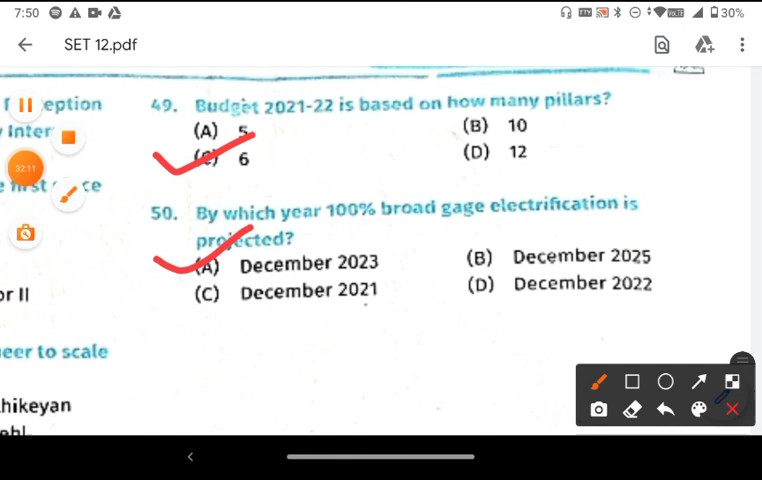 7:50
30%
SET 12.pdf
eption
Inter
32:11
ce
or II
eer to scale
hikeyan
49. Budget 2021-22 is based on how many pillars?
(A) 5
(B) 10
(C) 6
(D) 12
50. By which year 100% broad gage electrification is
projected?
(A) December 2023
(B) December 2025
(C) December 2021
(D) December 2022